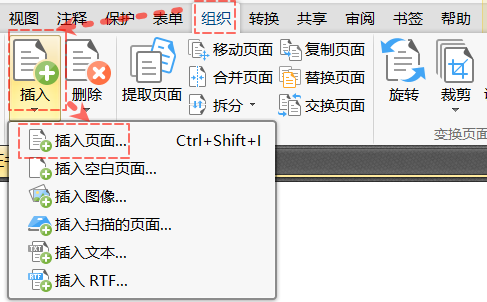 视图 注释 保护 表单 组织 转换 共享 审阅 书签 帮助
移动页面 复制页面
合并页面 替换页面
插入 删除 提取页面 拆分 交换页面 旋转 裁剪
变换页面
插入页面... Ctrl+Shift+I
插入空白页面...
插入图像...
插入扫描的页面...
TXT 插入文本...
RTF 插入 RTF...